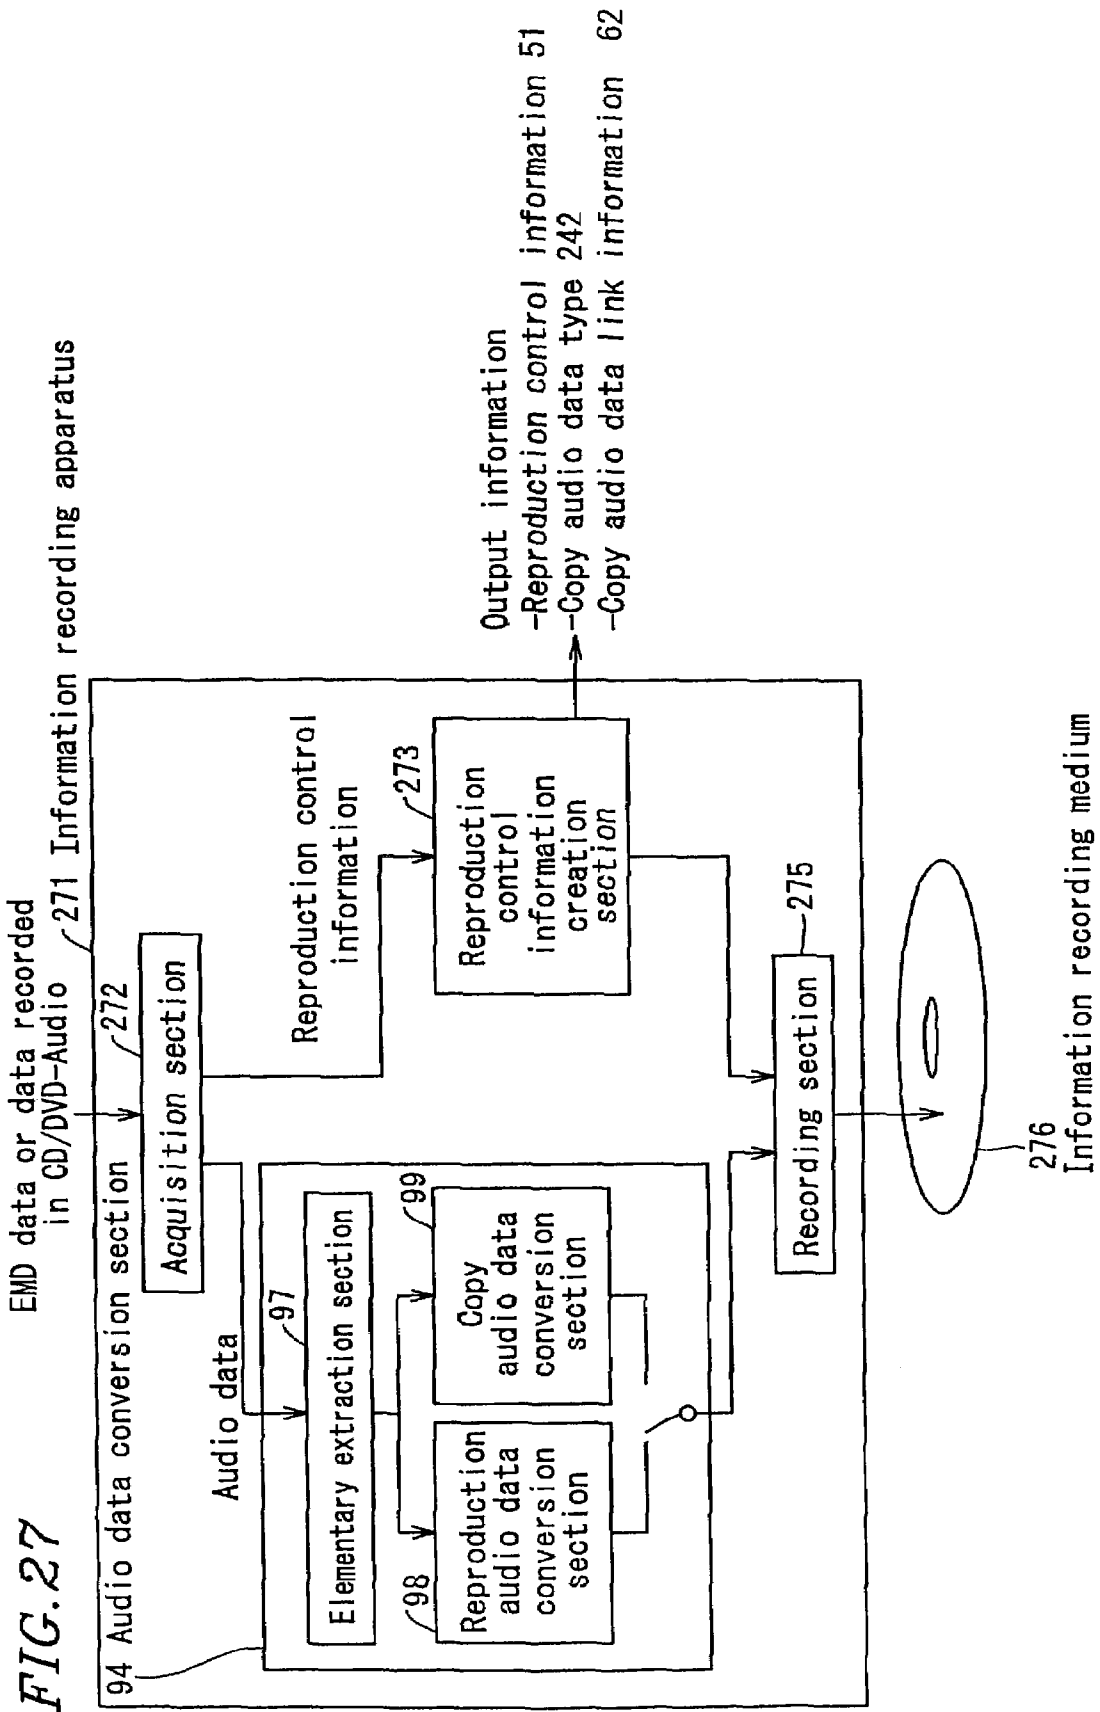 FIG.27
EMD data or data recorded
in CD/DVD-Audio
271 Information recording apparatus
94 Audio data conversion section
272
Acquisition section
Audio data
Reproduction control
information
97
Elementary extraction section
98
Reproduction
audio data
conversion
section
99
Copy
audio data
conversion
section
273
Reproduction
control
information
creation
section
Output information
-Reproduction control information 51
-Copy audio data type 242
-Copy audio data link information 62
275
Recording section
276
Information recording medium